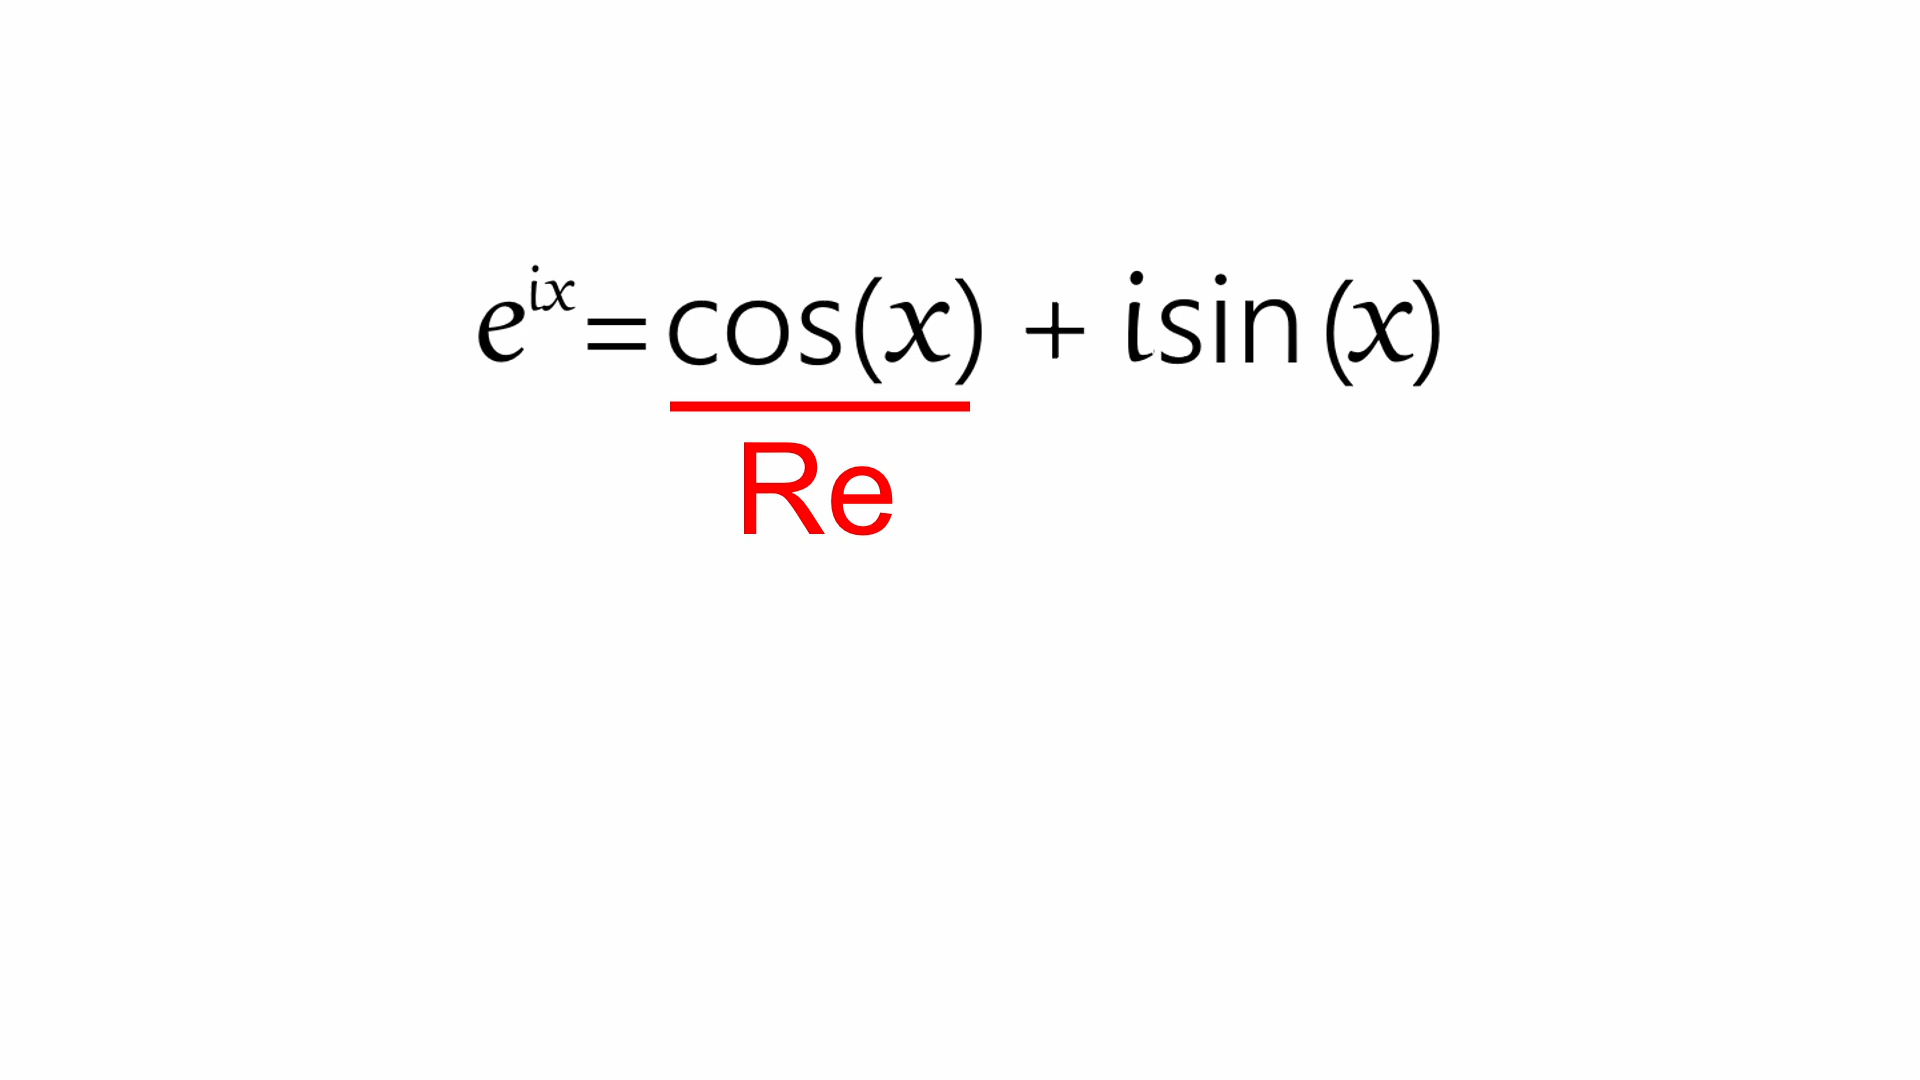 e^{ix}=cos(x) + isin(x)
Re